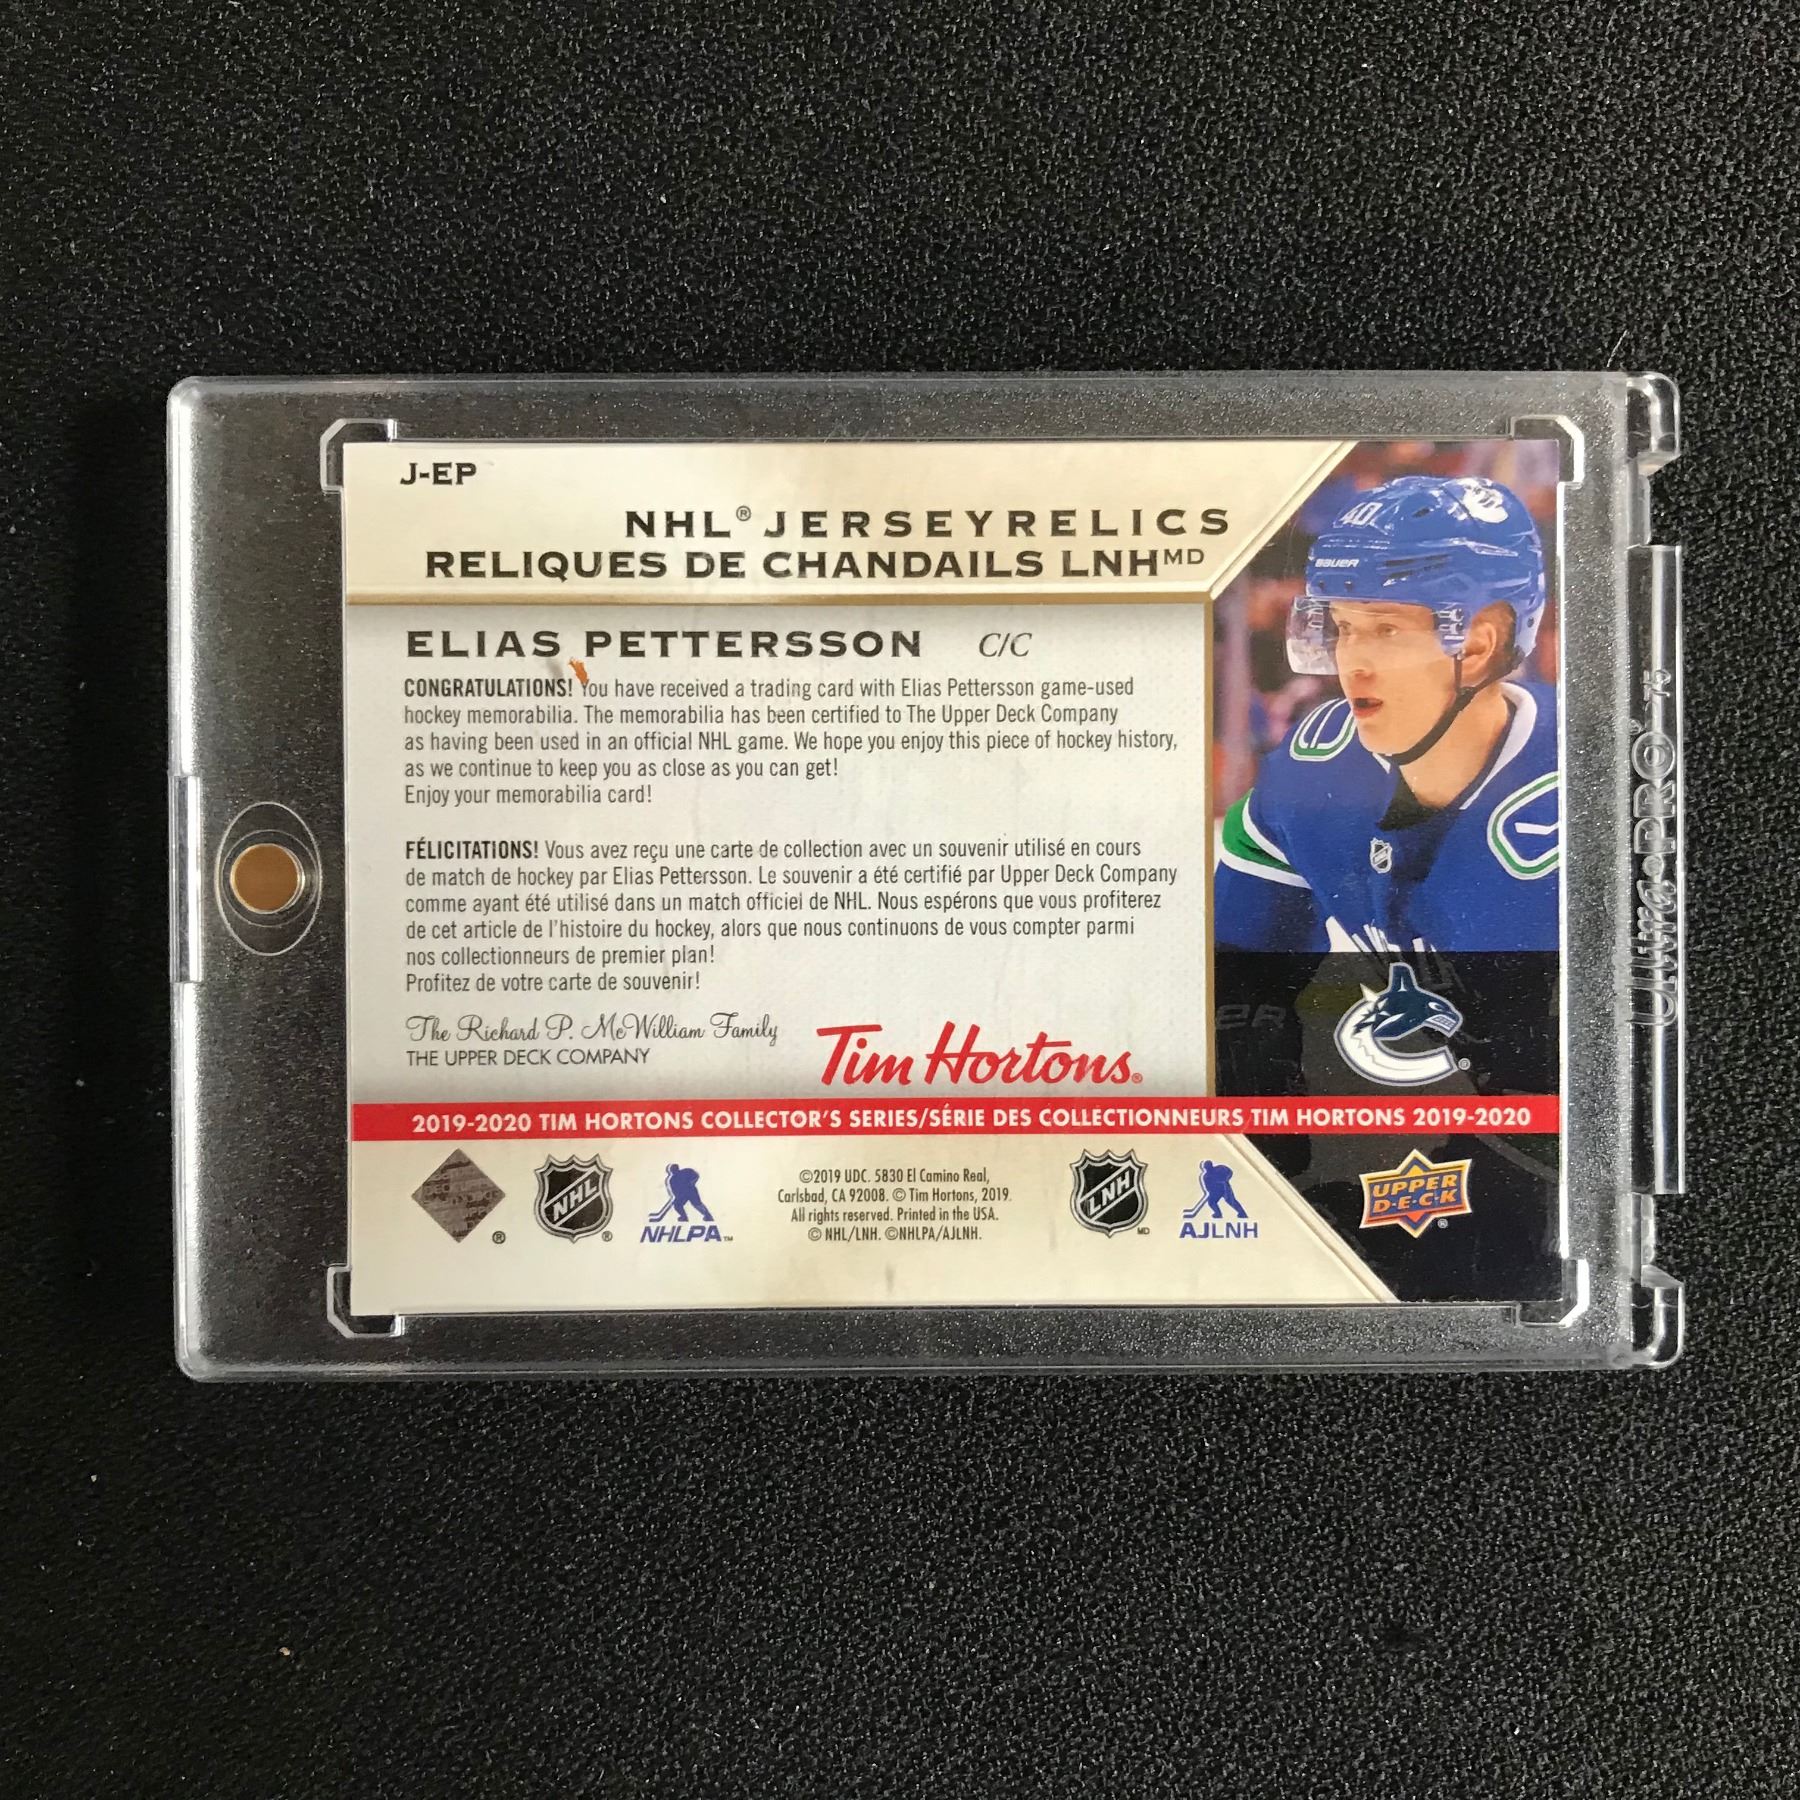 J-EP
NHL® JERSEY RELICS
RELIQUES DE CHANDAILS LNHMD
ELIAS PETTERSSON C/C
CONGRATULATIONS! You have received a trading card with Elias Pettersson game-used
hockey memorabilia. The memorabilia has been certified to The Upper Deck Company
as having been used in an official NHL game. We hope you enjoy this piece of hockey history,
as we continue to keep you as close as you can get!
Enjoy your memorabilia card!
FÉLICITATIONS! Vous avez reçu une carte de collection avec un souvenir utilisé en cours
de match de hockey par Elias Pettersson. Le souvenir a été certifié par Upper Deck Company
comme ayant été utilisé dans un match officiel de NHL. Nous espérons que vous profiterez
de cet article de l'histoire du hockey, alors que nous continuons de vous compter parmi
nos collectionneurs de premier plan!
Profitez de votre carte de souvenir!
The Richard P. McWilliam Family
THE UPPER DECK COMPANY
Tim Hortons®
2019-2020 TIM HORTONS COLLECTOR'S SERIES/SÉRIE DES COLLECTIONNEURS TIM HORTONS 2019-2020
®
NHL ®
NHLPA™
©2019 UDC. 5830 El Camino Real,
Carlsbad, CA 92008. © Tim Hortons, 2019.
All rights reserved. Printed in the USA.
© NHL/LNH. ©NHLPA/AJLNH.
LNH MD
AJLNH
UPPER
D·E·C·K ®
40
BAUER
®
Ultra•PRO® 75